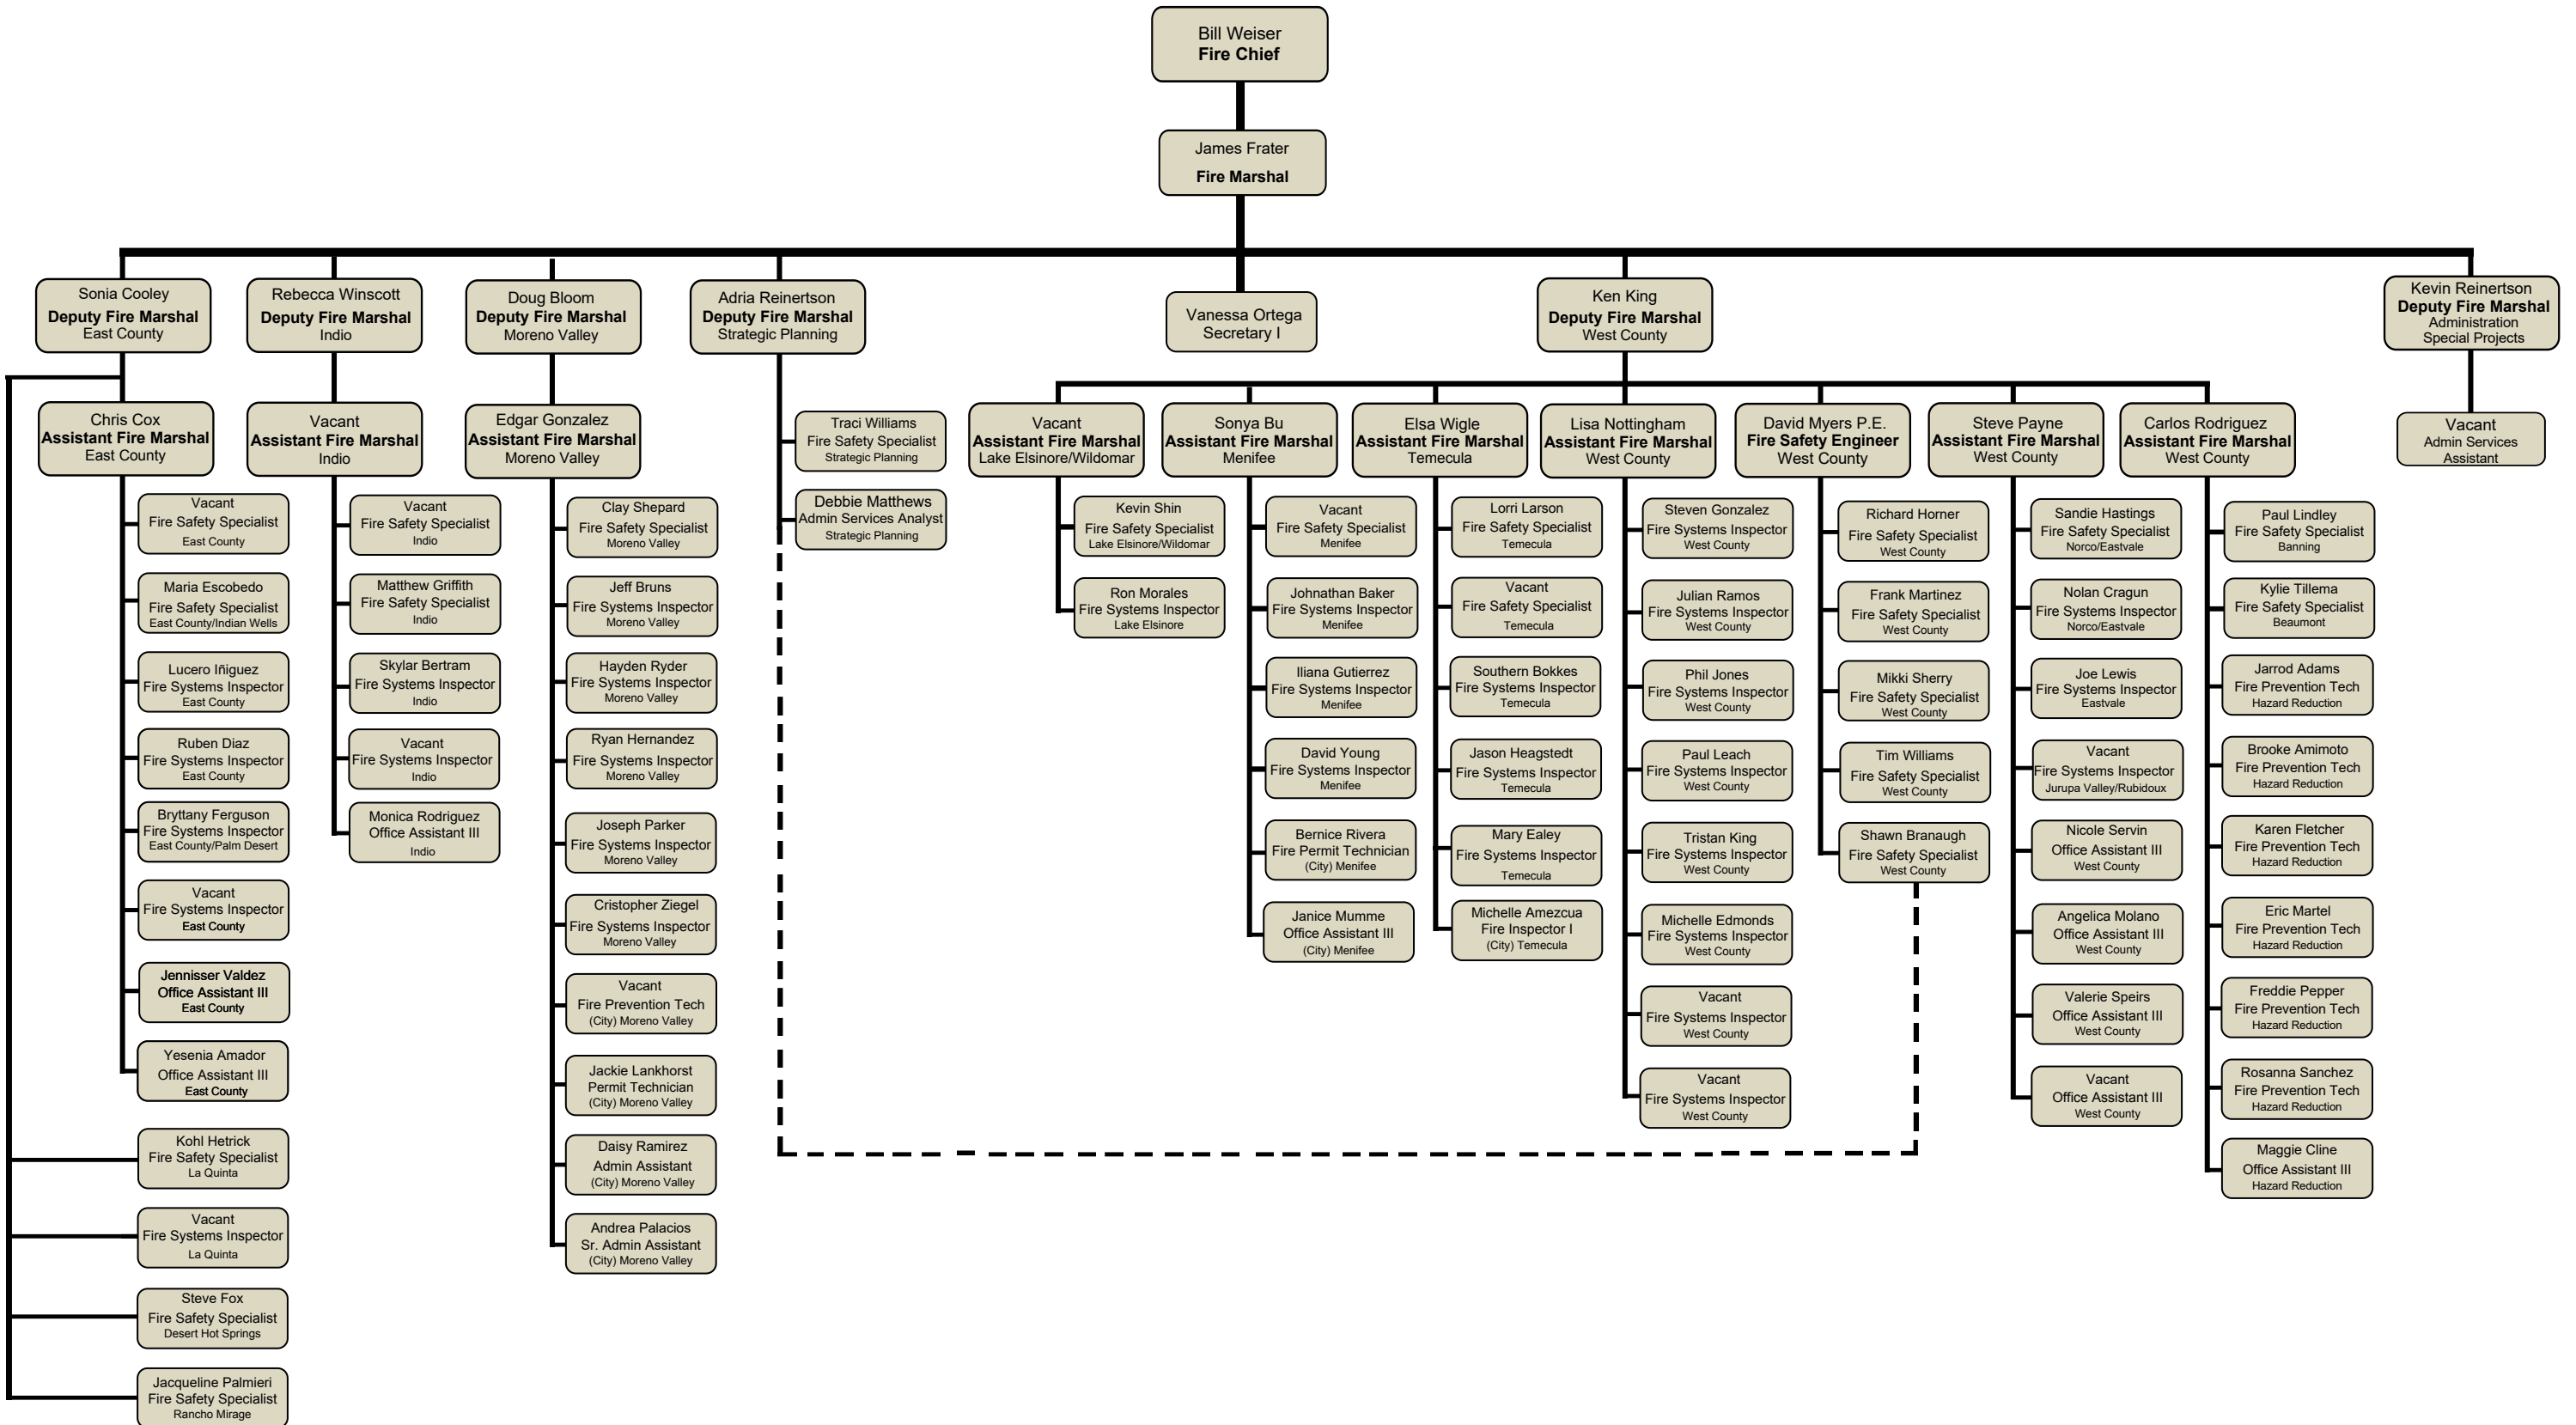 Bill Weiser
Fire Chief
James Frater
Fire Marshal
Sonia Cooley
Deputy Fire Marshal
East County
Rebecca Winscott
Deputy Fire Marshal
Indio
Doug Bloom
Deputy Fire Marshal
Moreno Valley
Adria Reinertson
Deputy Fire Marshal
Strategic Planning
Vanessa Ortega
Secretary I
Ken King
Deputy Fire Marshal
West County
Kevin Reinertson
Deputy Fire Marshal
Administration
Special Projects
Chris Cox
Assistant Fire Marshal
East County
Vacant
Fire Safety Specialist
East County
Maria Escobedo
Fire Safety Specialist
East County/Indian Wells
Lucero Iñiguez
Fire Systems Inspector
East County
Ruben Diaz
Fire Systems Inspector
East County
Bryttany Ferguson
Fire Systems Inspector
East County/Palm Desert
Vacant
Fire Systems Inspector
East County
Jennisser Valdez
Office Assistant III
East County
Yesenia Amador
Office Assistant III
East County
Kohl Hetrick
Fire Safety Specialist
La Quinta
Vacant
Fire Systems Inspector
La Quinta
Steve Fox
Fire Safety Specialist
Desert Hot Springs
Jacqueline Palmieri
Fire Safety Specialist
Rancho Mirage
Vacant
Assistant Fire Marshal
Indio
Vacant
Fire Safety Specialist
Indio
Matthew Griffith
Fire Safety Specialist
Indio
Skylar Bertram
Fire Systems Inspector
Indio
Vacant
Fire Systems Inspector
Indio
Monica Rodriguez
Office Assistant III
Indio
Edgar Gonzalez
Assistant Fire Marshal
Moreno Valley
Clay Shepard
Fire Safety Specialist
Moreno Valley
Jeff Bruns
Fire Systems Inspector
Moreno Valley
Hayden Ryder
Fire Systems Inspector
Moreno Valley
Ryan Hernandez
Fire Systems Inspector
Moreno Valley
Joseph Parker
Fire Systems Inspector
Moreno Valley
Cristopher Ziegel
Fire Systems Inspector
Moreno Valley
Vacant
Fire Prevention Tech
(City) Moreno Valley
Jackie Lankhorst
Permit Technician
(City) Moreno Valley
Daisy Ramirez
Admin Assistant
(City) Moreno Valley
Andrea Palacios
Sr. Admin Assistant
(City) Moreno Valley
Traci Williams
Fire Safety Specialist
Strategic Planning
Debbie Matthews
Admin Services Analyst
Strategic Planning
Vacant
Assistant Fire Marshal
Lake Elsinore/Wildomar
Kevin Shin
Fire Safety Specialist
Lake Elsinore/Wildomar
Ron Morales
Fire Systems Inspector
Lake Elsinore
Sonya Bu
Assistant Fire Marshal
Menifee
Vacant
Fire Safety Specialist
Menifee
Johnathan Baker
Fire Systems Inspector
Menifee
Iliana Gutierrez
Fire Systems Inspector
Menifee
David Young
Fire Systems Inspector
Menifee
Bernice Rivera
Fire Permit Technician
(City) Menifee
Janice Mumme
Office Assistant III
(City) Menifee
Elsa Wigle
Assistant Fire Marshal
Temecula
Lorri Larson
Fire Safety Specialist
Temecula
Vacant
Fire Safety Specialist
Temecula
Southern Bokkes
Fire Systems Inspector
Temecula
Jason Heagstedt
Fire Systems Inspector
Temecula
Mary Ealey
Fire Systems Inspector
Temecula
Michelle Amezcua
Fire Inspector I
(City) Temecula
Lisa Nottingham
Assistant Fire Marshal
West County
Steven Gonzalez
Fire Systems Inspector
West County
Julian Ramos
Fire Systems Inspector
West County
Phil Jones
Fire Systems Inspector
West County
Paul Leach
Fire Systems Inspector
West County
Tristan King
Fire Systems Inspector
West County
Michelle Edmonds
Fire Systems Inspector
West County
Vacant
Fire Systems Inspector
West County
Vacant
Fire Systems Inspector
West County
David Myers P.E.
Fire Safety Engineer
West County
Richard Horner
Fire Safety Specialist
West County
Frank Martinez
Fire Safety Specialist
West County
Mikki Sherry
Fire Safety Specialist
West County
Tim Williams
Fire Safety Specialist
West County
Shawn Branaugh
Fire Safety Specialist
West County
Steve Payne
Assistant Fire Marshal
West County
Sandie Hastings
Fire Safety Specialist
Norco/Eastvale
Nolan Cragun
Fire Systems Inspector
Norco/Eastvale
Joe Lewis
Fire Systems Inspector
Eastvale
Vacant
Fire Systems Inspector
Jurupa Valley/Rubidoux
Nicole Servin
Office Assistant III
West County
Angelica Molano
Office Assistant III
West County
Valerie Speirs
Office Assistant III
West County
Vacant
Office Assistant III
West County
Carlos Rodriguez
Assistant Fire Marshal
West County
Paul Lindley
Fire Safety Specialist
Banning
Kylie Tillema
Fire Safety Specialist
Beaumont
Jarrod Adams
Fire Prevention Tech
Hazard Reduction
Brooke Amimoto
Fire Prevention Tech
Hazard Reduction
Karen Fletcher
Fire Prevention Tech
Hazard Reduction
Eric Martel
Fire Prevention Tech
Hazard Reduction
Freddie Pepper
Fire Prevention Tech
Hazard Reduction
Rosanna Sanchez
Fire Prevention Tech
Hazard Reduction
Maggie Cline
Office Assistant III
Hazard Reduction
Vacant
Admin Services
Assistant